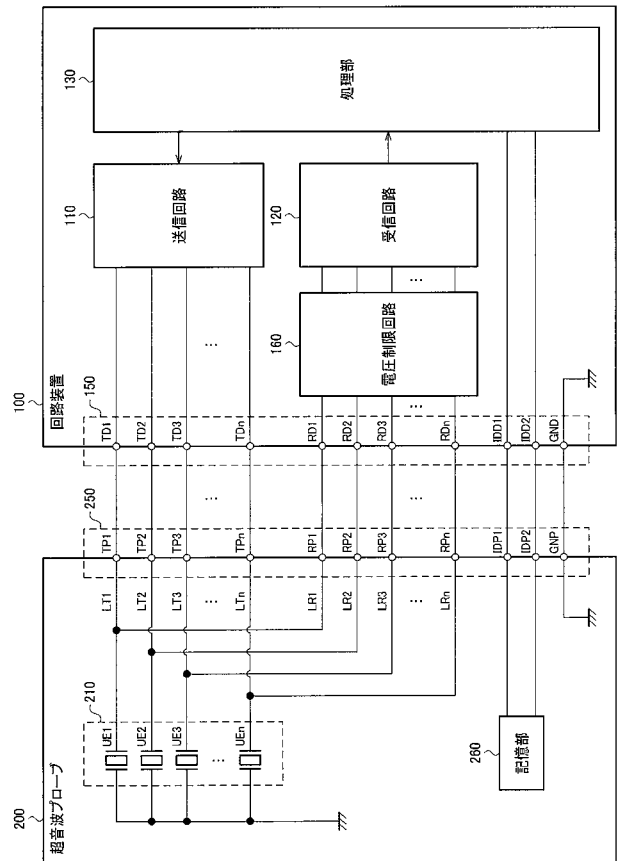 200
超音波プローブ
210
UE1
UE2
UE3
…
UEn
LT1
LT2
LT3
…
LTn
LR1
LR2
LR3
…
LRn
260
記憶部
250
TP1
TP2
TP3
…
TPn
RP1
RP2
RP3
…
RPn
IDP1
IDP2
GNP
…
…
100
回路装置
150
TD1
TD2
TD3
…
TDn
RD1
RD2
RD3
…
RDn
IDD1
IDD2
GND
…
110
送信回路
160
電圧制限回路
…
…
120
受信回路
130
処理部